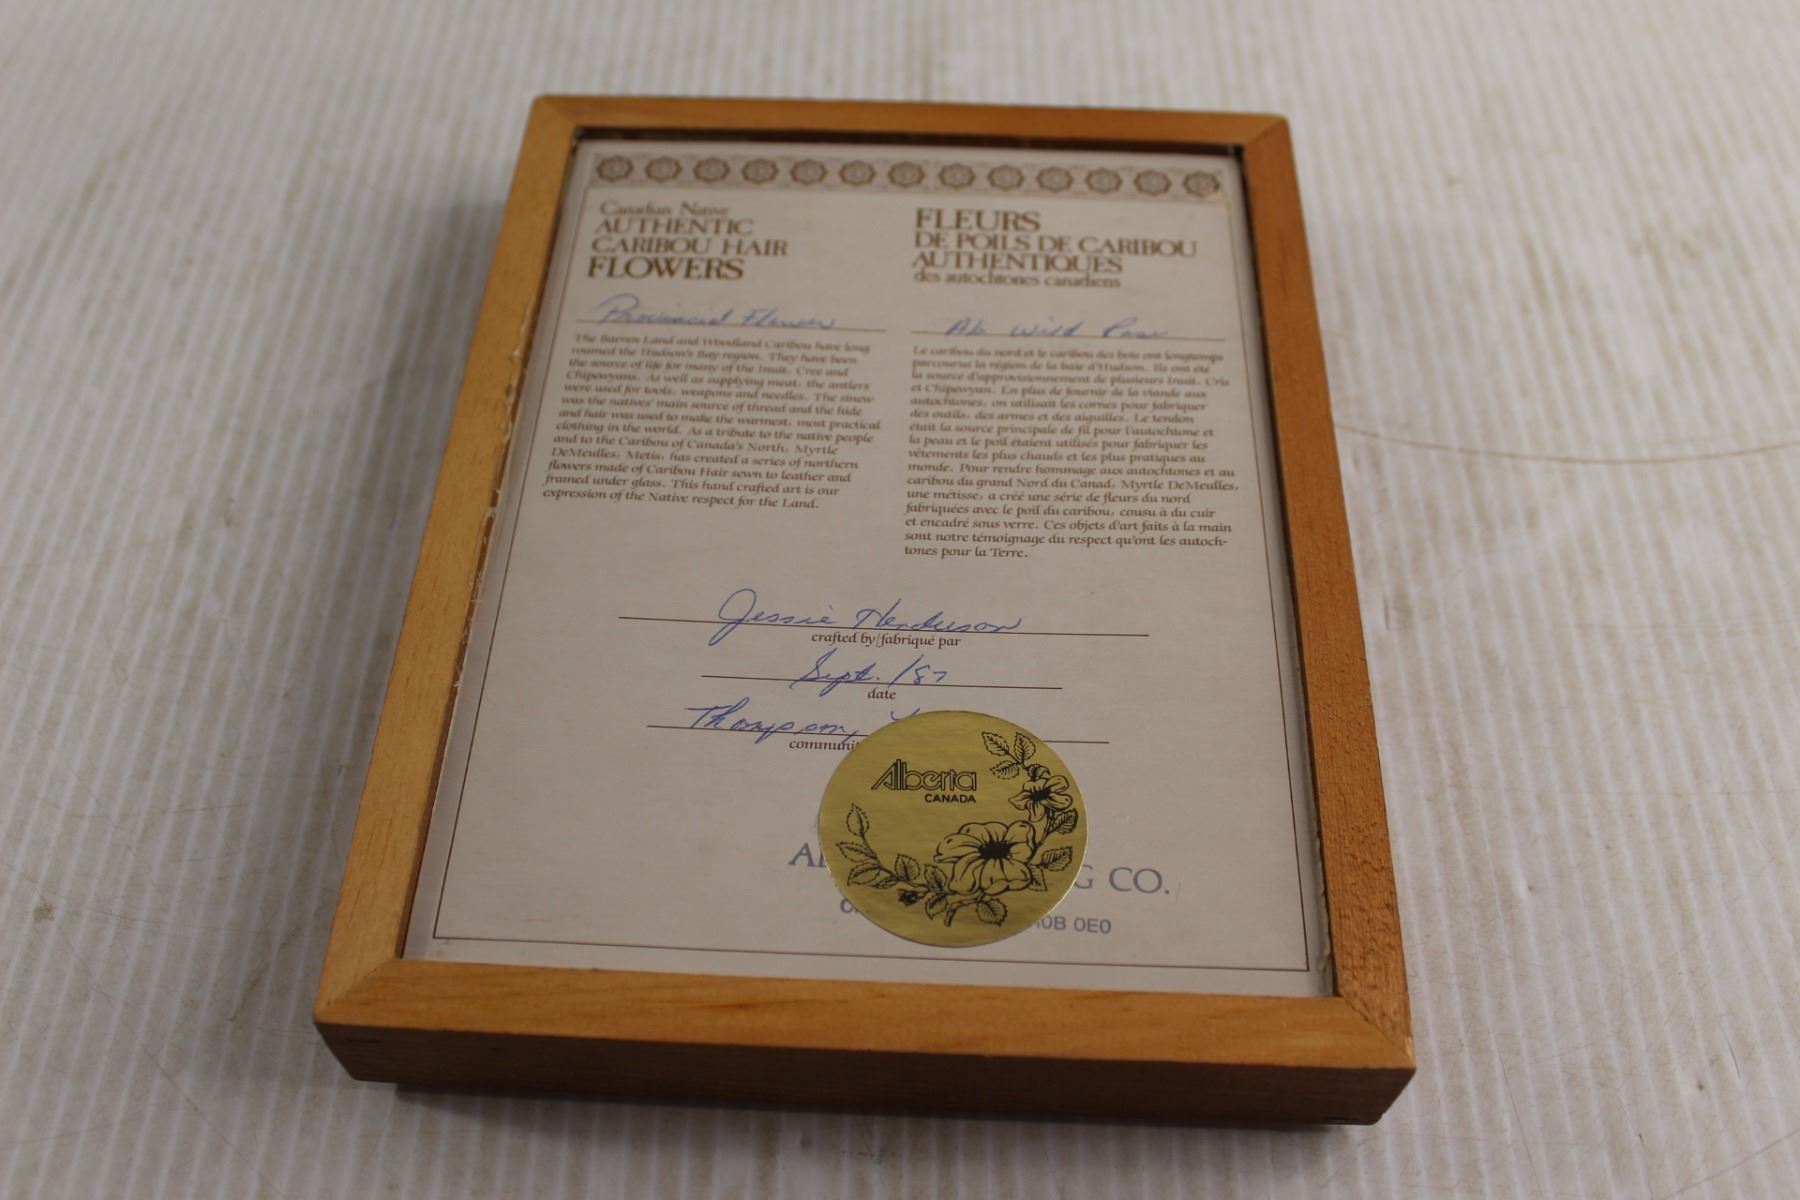 Canadian Native
AUTHENTIC
CARIBOU HAIR
FLOWERS
Provincial Flower
The Barren Land and Woodland Caribou have long
roamed the Hudson's Bay region. They have been
the source of life for many of the Inuit, Cree and
Chipewyans. As well as supplying meat, the antlers
were used for tools, weapons and needles. The sinew
was the natives' main source of thread and the hide
and hair was used to make the warmest, most practical
clothing in the world. As a tribute to the native people
and to the Caribou of Canada's North, Myrtle
DeMeulles, Metis, has created a series of northern
flowers made of Caribou Hair sewn to leather and
framed under glass. This hand crafted art is our
expression of the Native respect for the Land.
FLEURS
DE POILS DE CARIBOU
AUTHENTIQUES
des autochtones canadiens
Ab. Wild Rose
Le caribou du nord et le caribou des bois ont longtemps
parcourus la région de la baie d'Hudson. Ils ont été
la source d'approvisionnement de plusieurs Inuit, Cris
et Chipewyan. En plus de fournir de la viande aux
autochtones, on utilisait les cornes pour fabriquer
des outils, des armes et des aiguilles. Le tendon
était la source principale de fil pour l'autochtone et
la peau et le poil étaient utilisés pour fabriquer les
vêtements les plus chauds et les plus pratiques au
monde. Pour rendre hommage aux autochtones et au
caribou du grand Nord du Canad, Myrtle DeMeulles,
une métisse, a créé une série de fleurs du nord
fabriquées avec le poil du caribou, cousu à du cuir
et encadré sous verre. Ces objets d'art faits à la main
sont notre témoignage du respect qu'ont les autoch-
tones pour la Terre.
Jessie Henderson
crafted by/fabriqué par
Sept. /87
date
Thompson,
communi
Alberta
CANADA
G CO.
0B 0E0